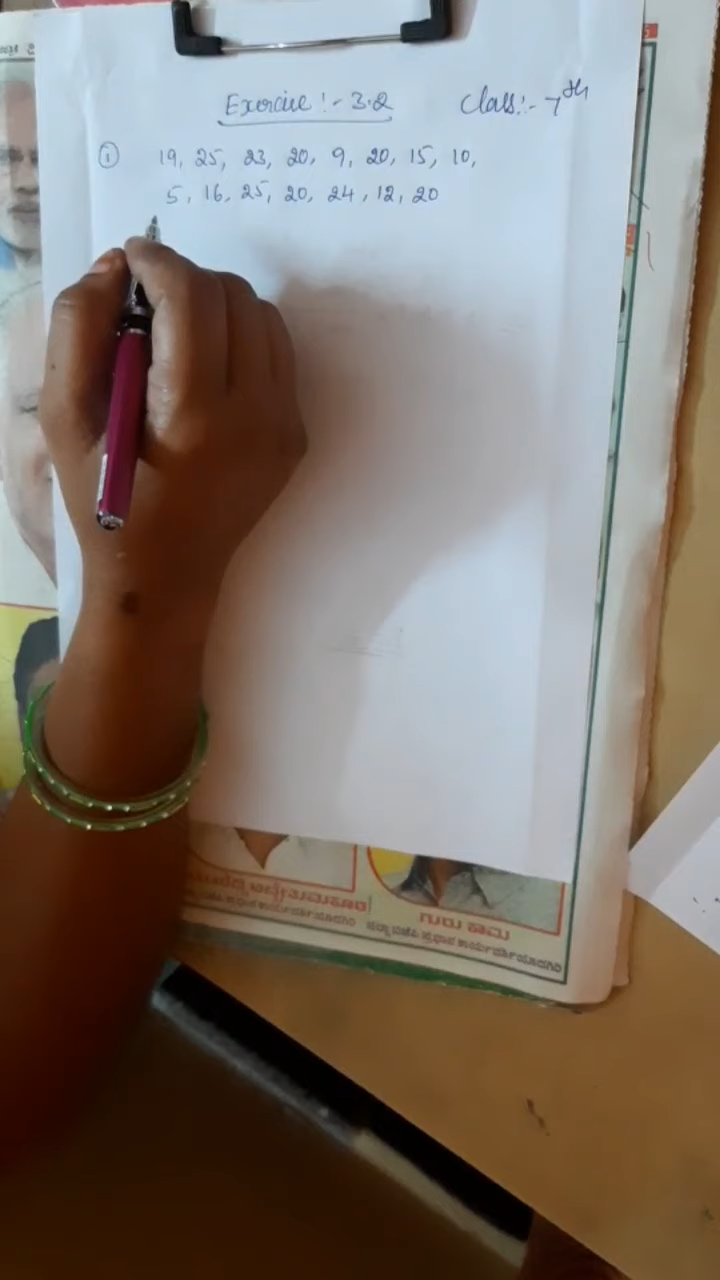 Exercise :- 3.2 Class :- 7th
① 19, 25, 23, 20, 9, 20, 15, 10,
5, 16, 25, 20, 24, 12, 20
ಗುರು ಕಾಮ